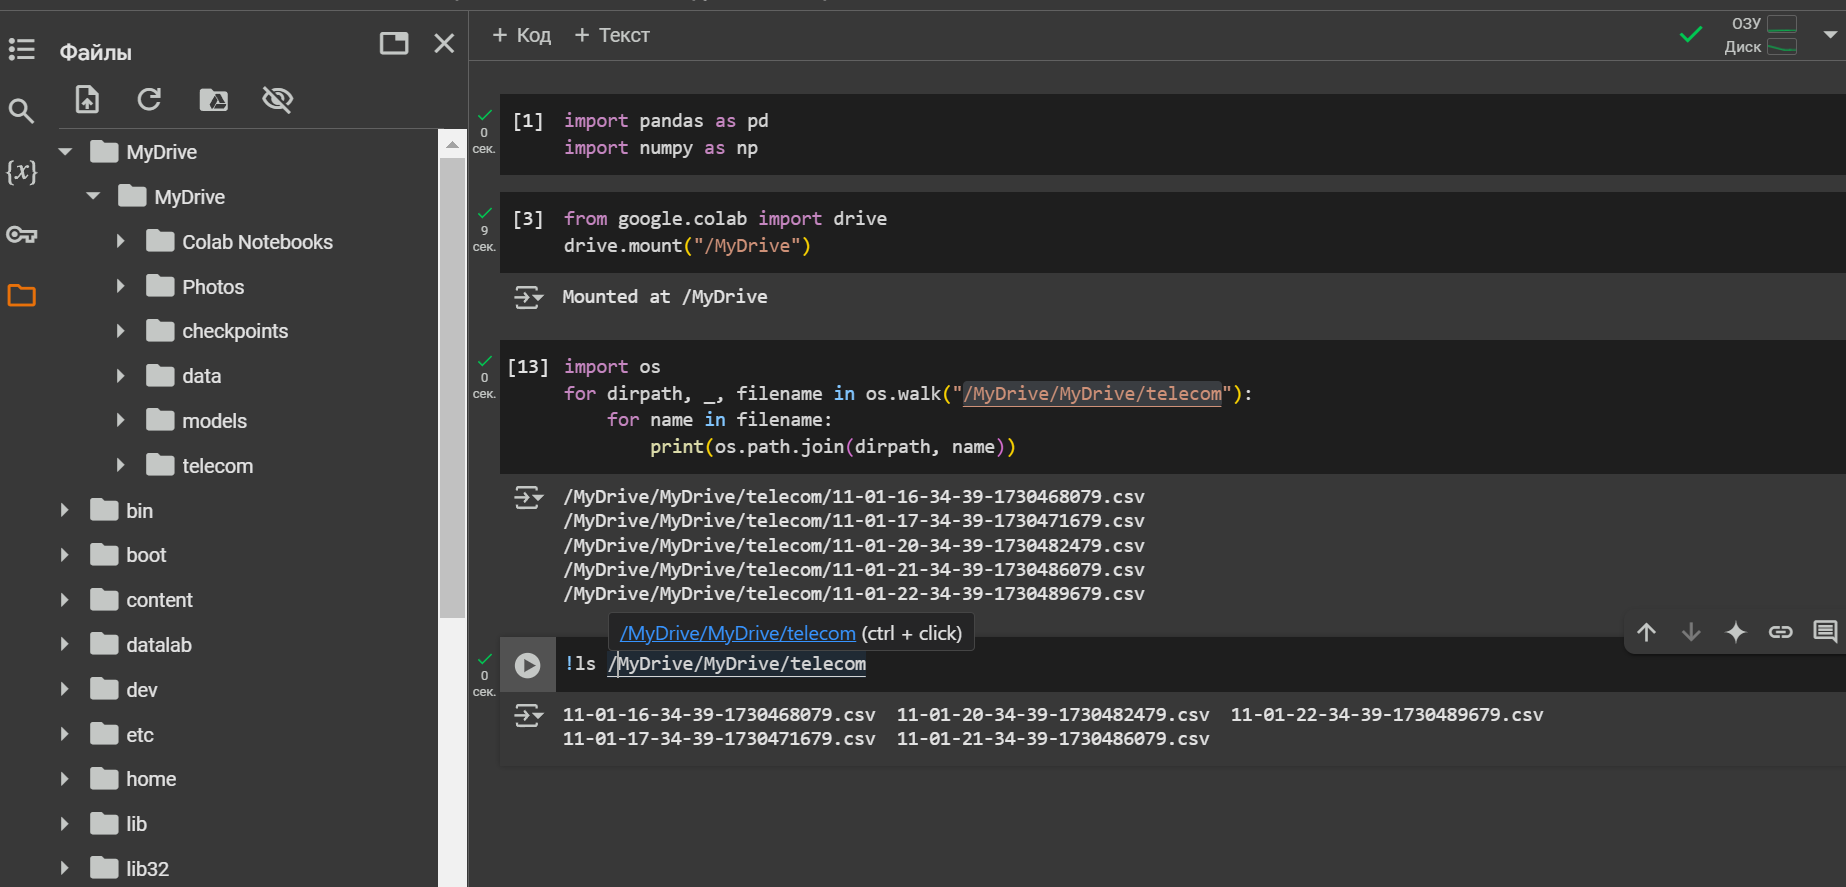 Файлы
+ Код + Текст
ОЗУ
Диск
MyDrive
MyDrive
Colab Notebooks
Photos
checkpoints
data
models
telecom
bin
boot
content
datalab
dev
etc
home
lib
lib32
{x}
0
сек.
[1] import pandas as pd
import numpy as np
9
сек.
[3] from google.colab import drive
drive.mount("/MyDrive")
Mounted at /MyDrive
0
сек.
[13] import os
for dirpath, _, filename in os.walk("/MyDrive/MyDrive/telecom"):
for name in filename:
print(os.path.join(dirpath, name))
/MyDrive/MyDrive/telecom/11-01-16-34-39-1730468079.csv
/MyDrive/MyDrive/telecom/11-01-17-34-39-1730471679.csv
/MyDrive/MyDrive/telecom/11-01-20-34-39-1730482479.csv
/MyDrive/MyDrive/telecom/11-01-21-34-39-1730486079.csv
/MyDrive/MyDrive/telecom/11-01-22-34-39-1730489679.csv
/MyDrive/MyDrive/telecom (ctrl + click)
0
сек.
!ls /MyDrive/MyDrive/telecom
11-01-16-34-39-1730468079.csv 11-01-20-34-39-1730482479.csv 11-01-22-34-39-1730489679.csv
11-01-17-34-39-1730471679.csv 11-01-21-34-39-1730486079.csv